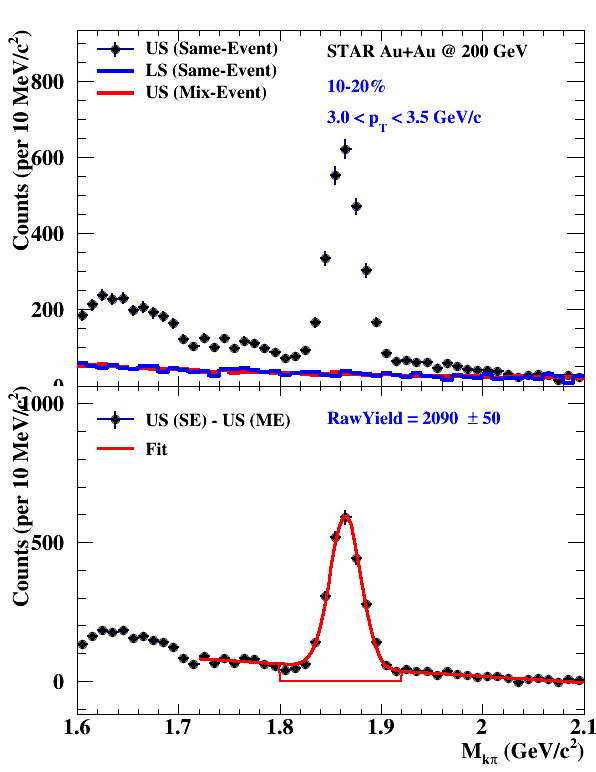 US (Same-Event)
LS (Same-Event)
US (Mix-Event)
STAR Au+Au @ 200 GeV
10-20%
3.0 < p_T < 3.5 GeV/c
Counts (per 10 MeV/c²)
800
600
400
200
0
US (SE) - US (ME)
Fit
RawYield = 2090 ± 50
Counts (per 10 MeV/c²)
1000
500
0
1.6 1.7 1.8 1.9 2 2.1
M_kπ (GeV/c²)